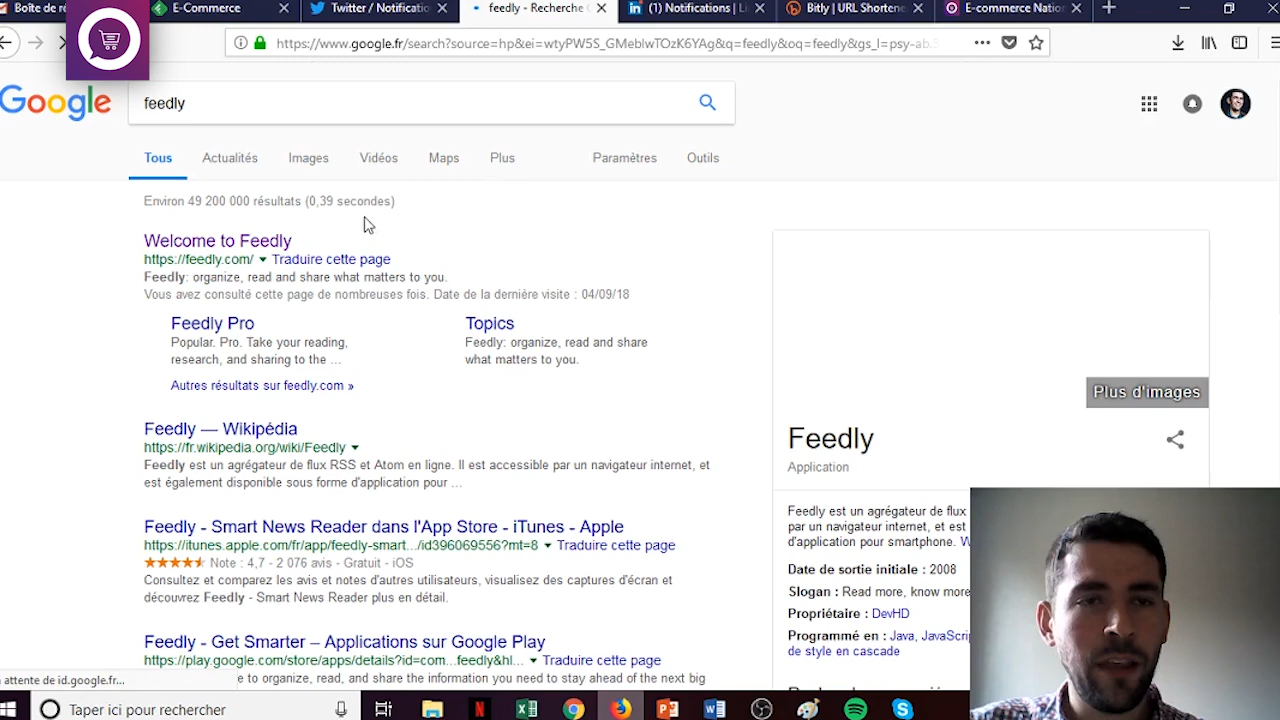 Boîte de ré
E-Commerce
Twitter / Notificatio
feedly - Recherche
(1) Notifications | Li
Bitly | URL Shortene
E-commerce Nation
https://www.google.fr/search?source=hp&ei=wtyPW5S_GMeblwTOzK6YAg&q=feedly&oq=feedly&gs_l=psy-ab.5
Google
feedly
Tous Actualités Images Vidéos Maps Plus Paramètres Outils
Environ 49 200 000 résultats (0,39 secondes)
Welcome to Feedly
https://feedly.com/ Traduire cette page
Feedly: organize, read and share what matters to you.
Vous avez consulté cette page de nombreuses fois. Date de la dernière visite : 04/09/18
Feedly Pro
Popular. Pro. Take your reading,
research, and sharing to the ...
Topics
Feedly: organize, read and share
what matters to you.
Autres résultats sur feedly.com »
Feedly — Wikipédia
https://fr.wikipedia.org/wiki/Feedly
Feedly est un agrégateur de flux RSS et Atom en ligne. Il est accessible par un navigateur internet, et
est également disponible sous forme d'application pour ...
Feedly - Smart News Reader dans l'App Store - iTunes - Apple
https://itunes.apple.com/fr/app/feedly-smart.../id396069556?mt=8 Traduire cette page
Note : 4,7 - 2 076 avis - Gratuit - iOS
Consultez et comparez les avis et notes d'autres utilisateurs, visualisez des captures d'écran et
découvrez Feedly - Smart News Reader plus en détail.
Feedly - Get Smarter – Applications sur Google Play
https://play.google.com/store/apps/details?id=com...feedly&hl... Traduire cette page
e to organize, read, and share the information you need to stay ahead of the next big
Plus d'images
Feedly
Application
Feedly est un agrégateur de flux
par un navigateur internet, et est
d'application pour smartphone. W
Date de sortie initiale : 2008
Slogan : Read more, know more
Propriétaire : DevHD
Programmé en : Java, JavaScri
de style en cascade
attente de id.google.fr...
Taper ici pour rechercher